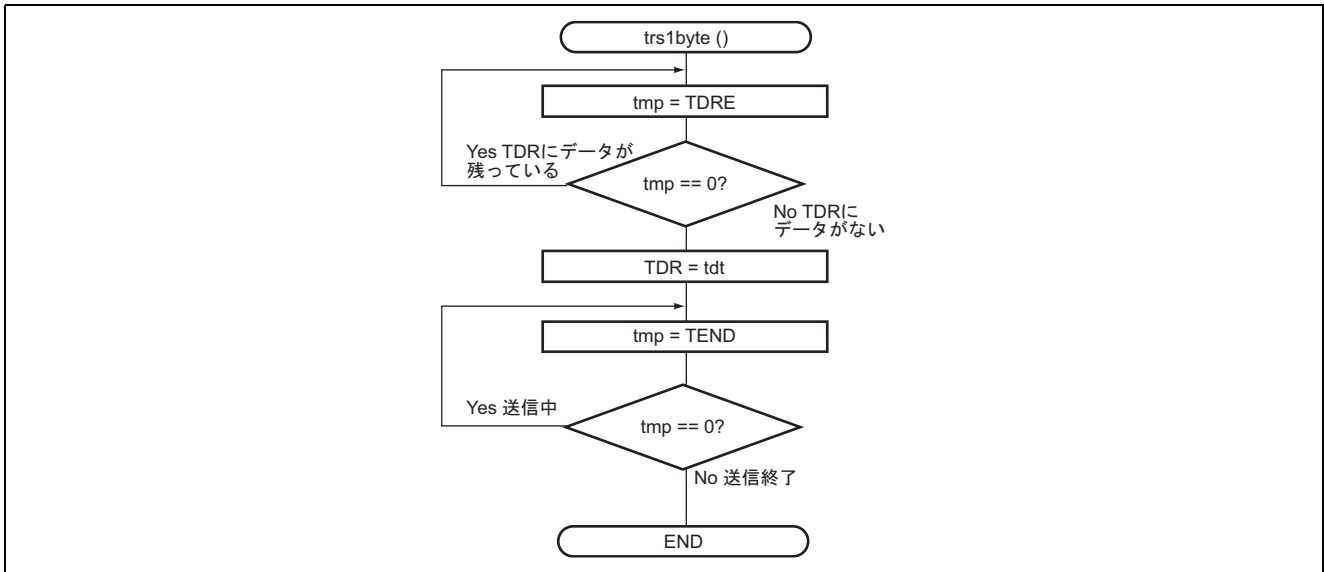 trs1byte ()
tmp = TDRE
Yes TDRにデータが
残っている
tmp == 0?
No TDRに
データがない
TDR = tdt
tmp = TEND
Yes 送信中
tmp == 0?
No 送信終了
END